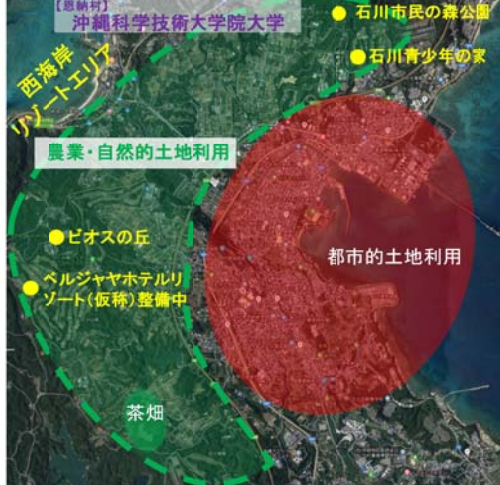 【恩納村】
沖縄科学技術大学院大学
石川市民の森公園
石川青少年の家
西海岸
リゾートエリア
農業・自然的土地利用
ビオスの丘
都市的土地利用
ベルジャヤホテルリ
ゾート(仮称)整備中
茶畑